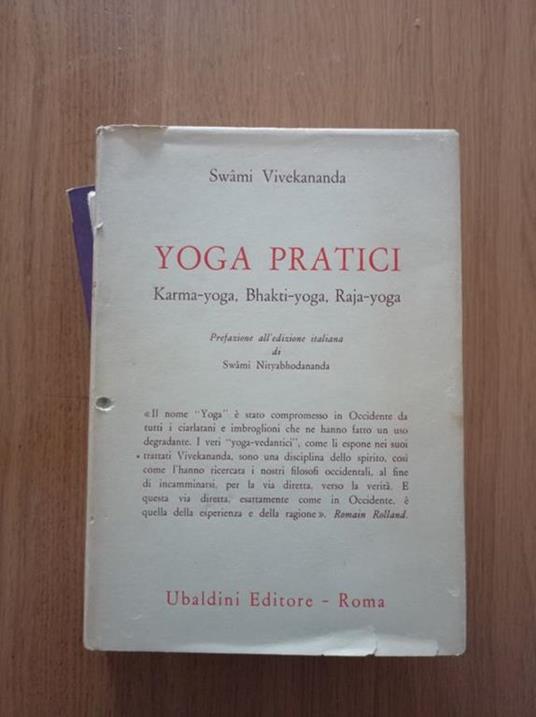 Swâmi Vivekananda
YOGA PRATICI
Karma-yoga, Bhakti-yoga, Raja-yoga
Prefazione all'edizione italiana
di
Swâmi Nityabhodananda
«Il nome "Yoga" è stato compromesso in Occidente da
tutti i ciarlatani e imbroglioni che ne hanno fatto un uso
degradante. I veri "yoga-vedantici", come li espone nei suoi
trattati Vivekananda, sono una disciplina dello spirito, così
come l'hanno ricercata i nostri filosofi occidentali, al fine
di incamminarsi, per la via diretta, verso la verità. E
questa via diretta, esattamente come in Occidente, è
quella della esperienza e della ragione». Romain Rolland.
Ubaldini Editore - Roma